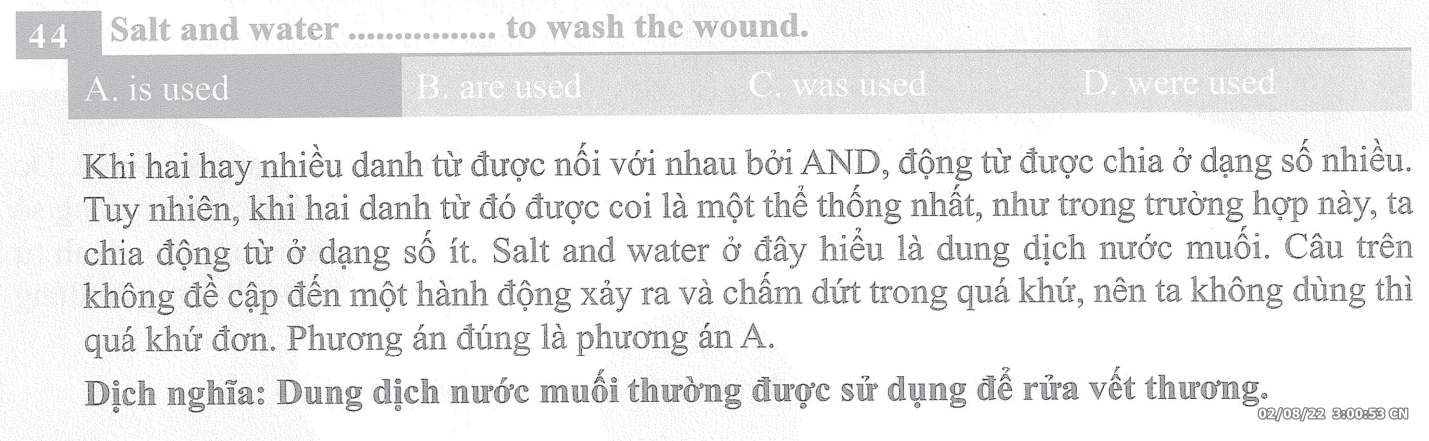 44 Salt and water ................ to wash the wound.
A. is used B. are used C. was used D. were used
Khi hai hay nhiều danh từ được nối với nhau bởi AND, động từ được chia ở dạng số nhiều.
Tuy nhiên, khi hai danh từ đó được coi là một thể thống nhất, như trong trường hợp này, ta
chia động từ ở dạng số ít. Salt and water ở đây hiểu là dung dịch nước muối. Câu trên
không đề cập đến một hành động xảy ra và chấm dứt trong quá khứ, nên ta không dùng thì
quá khứ đơn. Phương án đúng là phương án A.
Dịch nghĩa: Dung dịch nước muối thường được sử dụng để rửa vết thương.
02/08/22 3:00:53 CN